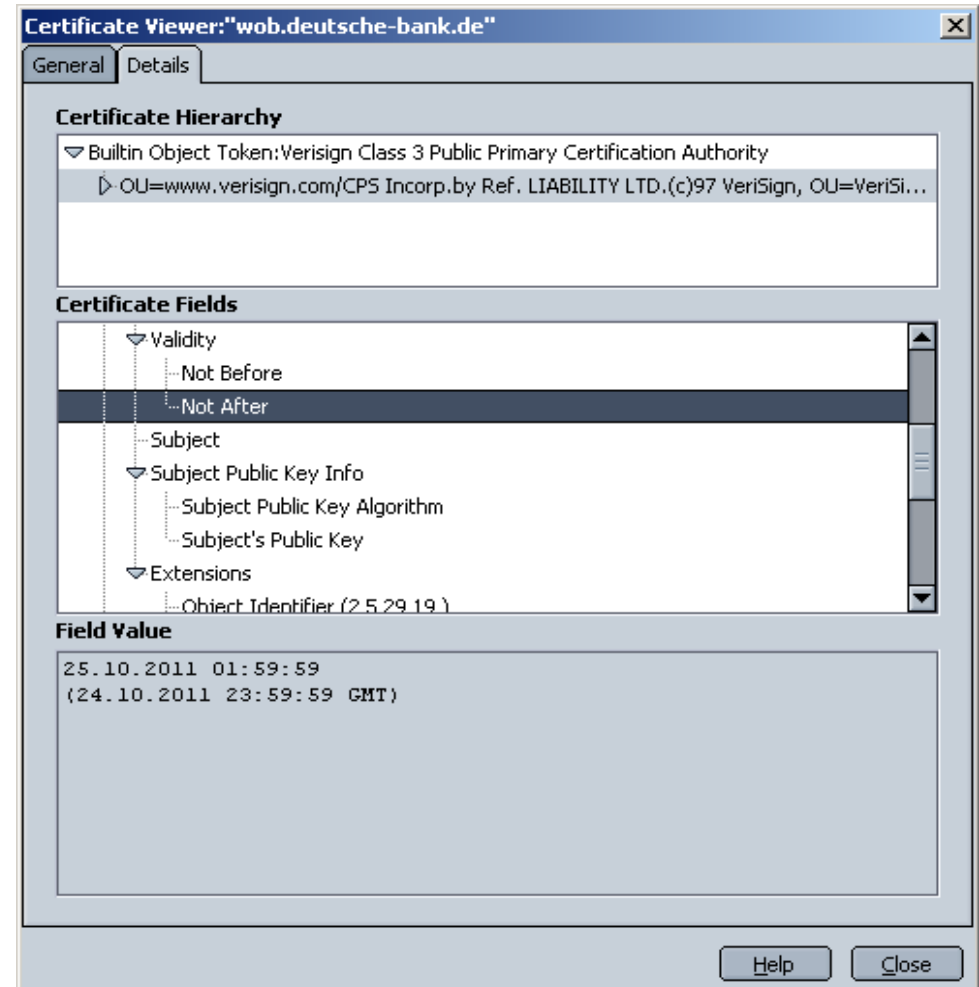 Certificate Viewer:"wob.deutsche-bank.de"
General Details
Certificate Hierarchy
Builtin Object Token:Verisign Class 3 Public Primary Certification Authority
OU=www.verisign.com/CPS Incorp.by Ref. LIABILITY LTD.(c)97 VeriSign, OU=VeriSi...
Certificate Fields
Validity
Not Before
Not After
Subject
Subject Public Key Info
Subject Public Key Algorithm
Subject's Public Key
Extensions
Object Identifier (2 5 29 19 )
Field Value
25.10.2011 01:59:59
(24.10.2011 23:59:59 GMT)
Help Close